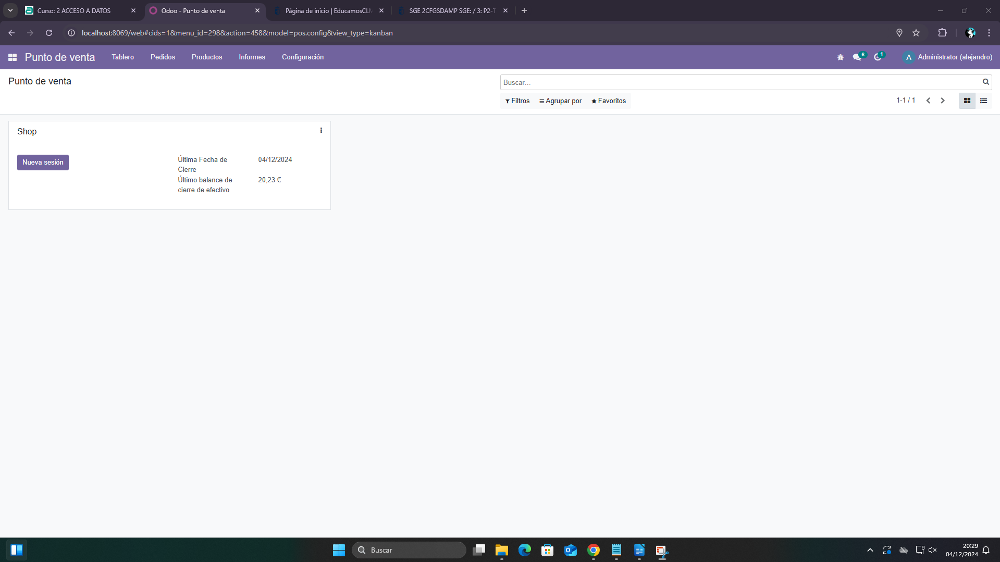 Curso: 2 ACCESO A DATOS
Odoo - Punto de venta
Página de inicio | EducamosCLM
SGE 2CFGSDAMP SGE: / 3: P2-T
localhost:8069/web#cids=1&menu_id=298&action=458&model=pos.config&view_type=kanban
Punto de venta Tablero Pedidos Productos Informes Configuración 6 1 A Administrator (alejandro)
Punto de venta
Buscar...
Filtros Agrupar por Favoritos 1-1 / 1
Shop
Nueva sesión
Última Fecha de
Cierre
04/12/2024
Último balance de
cierre de efectivo
20,23 €
Buscar
20:29
04/12/2024